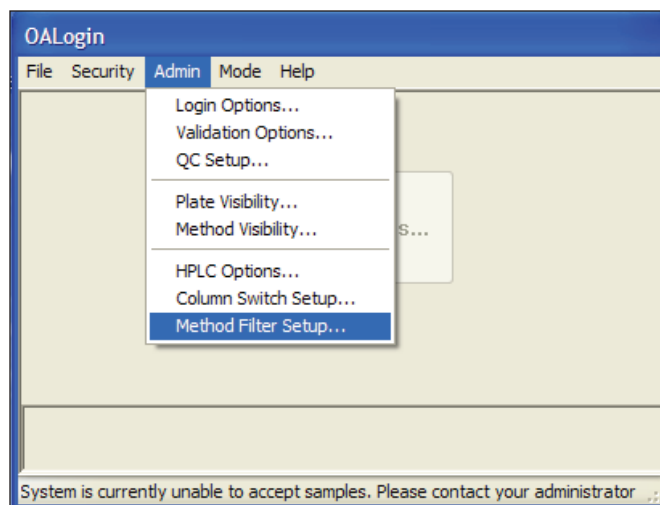 OALogin
File Security Admin Mode Help
Login Options...
Validation Options...
QC Setup...
Plate Visibility...
Method Visibility...
s...
HPLC Options...
Column Switch Setup...
Method Filter Setup...
System is currently unable to accept samples. Please contact your administrator